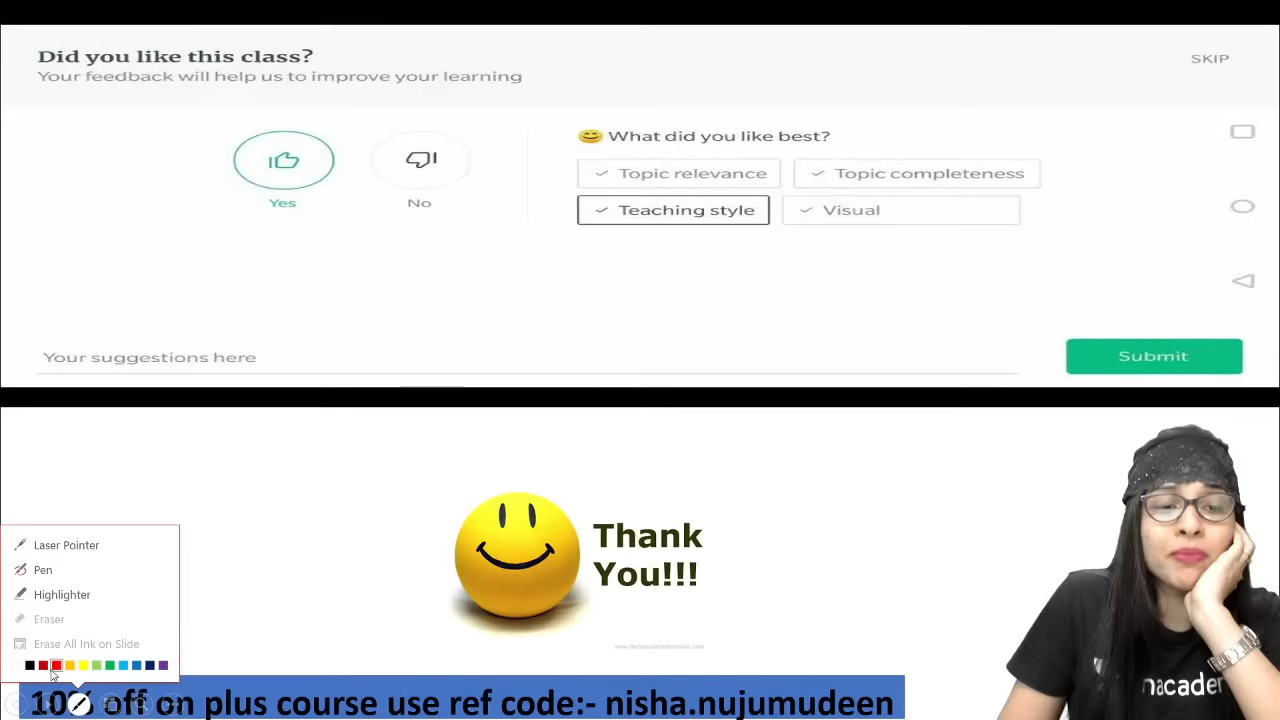 Did you like this class?
Your feedback will help us to improve your learning
SKIP
😊 What did you like best?
Topic relevance
Topic completeness
Yes
No
Teaching style
Visual
Your suggestions here
Submit
Thank
You!!!
Laser Pointer
Pen
Highlighter
Eraser
Erase All Ink on Slide
10% off on plus course use ref code:- nisha.nujumudeen
nacader